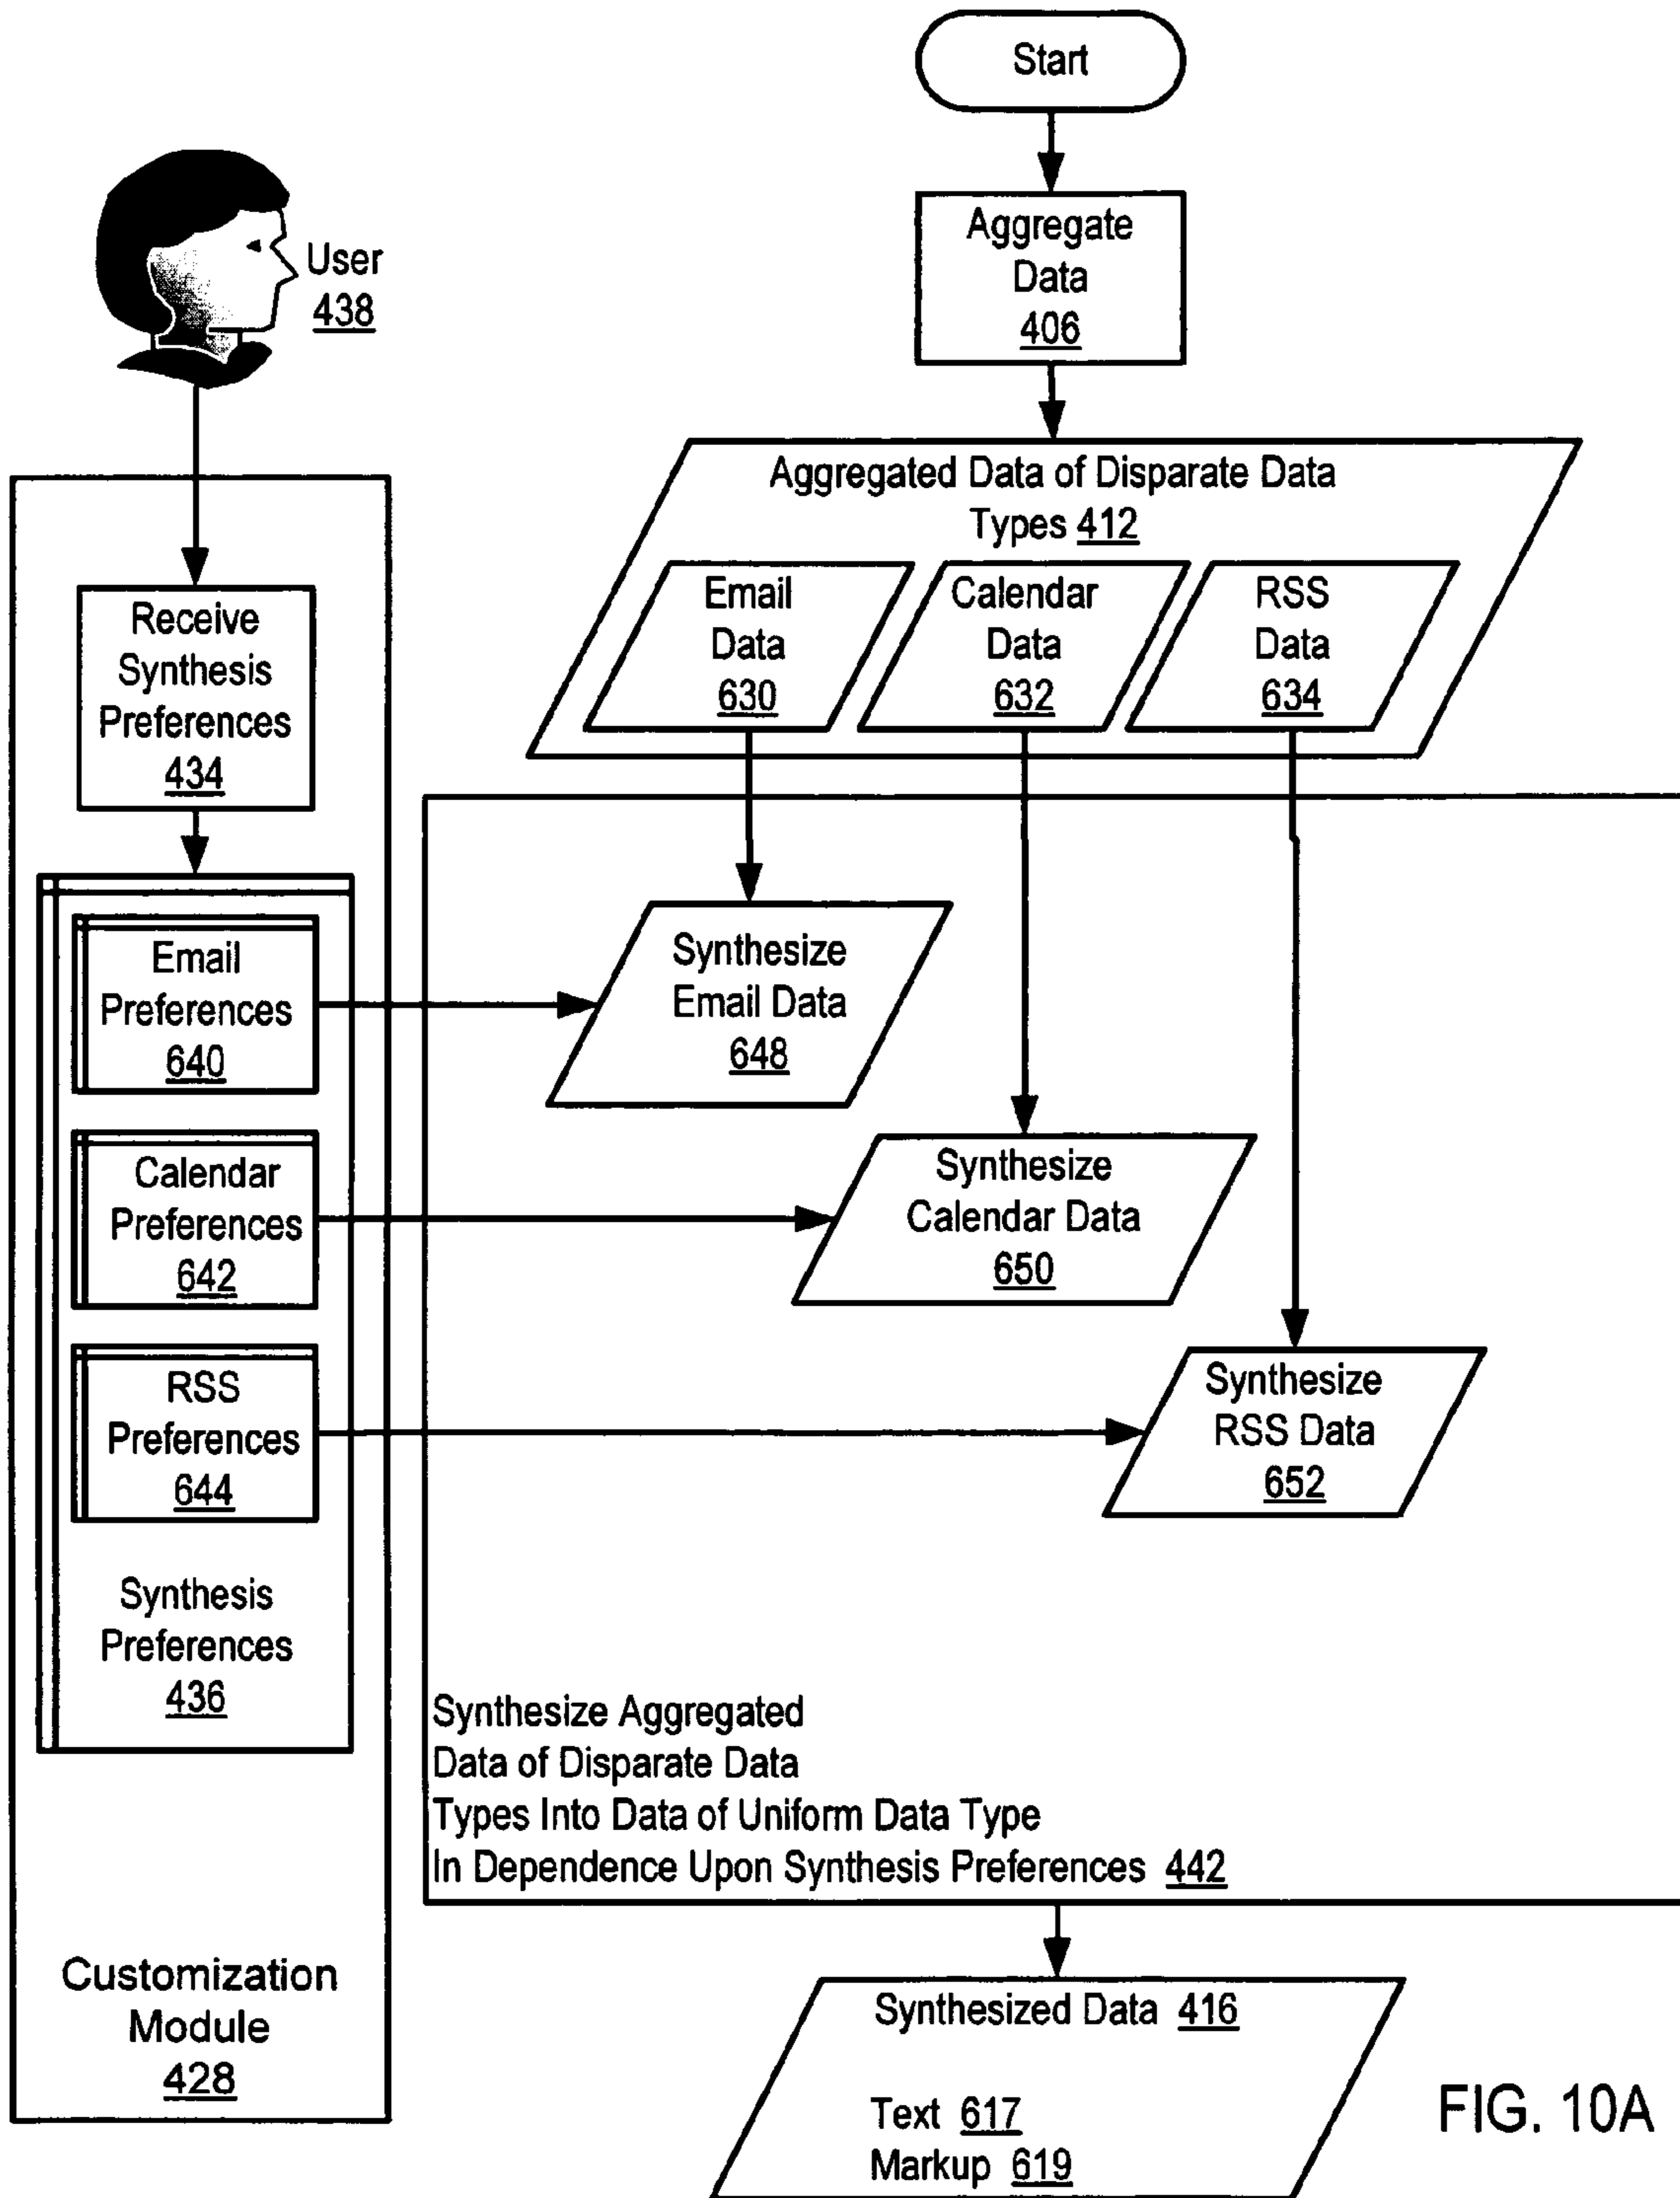 Start
Aggregate
Data
406
User
438
Aggregated Data of Disparate Data
Types 412
Email
Data
630
Calendar
Data
632
RSS
Data
634
Receive
Synthesis
Preferences
434
Email
Preferences
640
Calendar
Preferences
642
RSS
Preferences
644
Synthesis
Preferences
436
Customization
Module
428
Synthesize
Email Data
648
Synthesize
Calendar Data
650
Synthesize
RSS Data
652
Synthesize Aggregated
Data of Disparate Data
Types Into Data of Uniform Data Type
In Dependence Upon Synthesis Preferences 442
Synthesized Data 416
Text 617
Markup 619
FIG. 10A